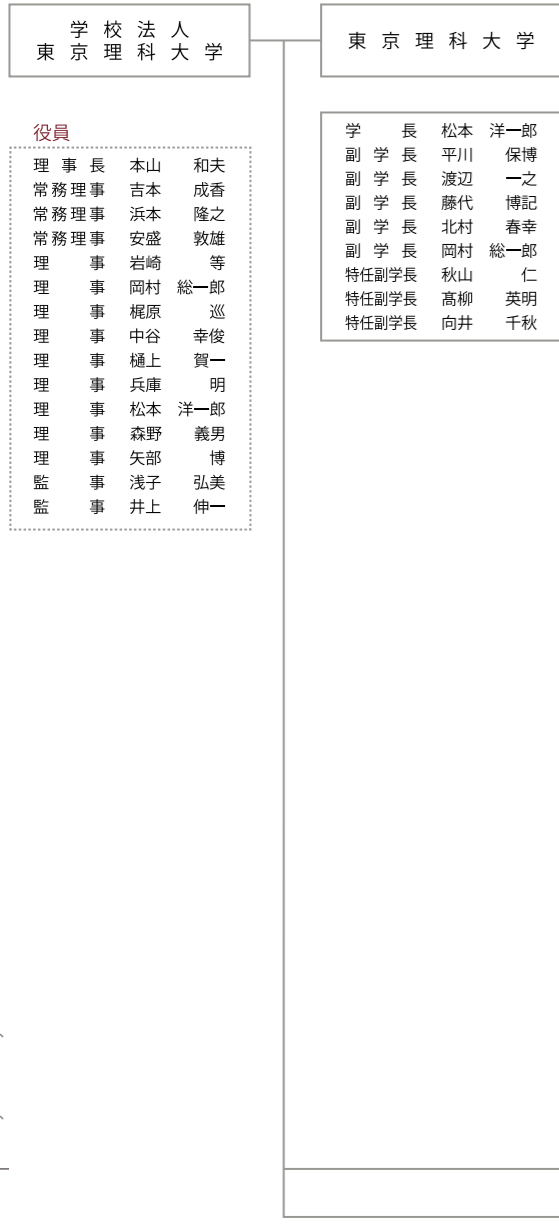 学校法人
東京理科大学
役員
理事長 本山 和夫
常務理事 吉本 成香
常務理事 浜本 隆之
常務理事 安盛 敦雄
理事 岩崎 等
理事 岡村 総一郎
理事 梶原 巡
理事 中谷 幸俊
理事 樋上 賀一
理事 兵庫 明
理事 松本 洋一郎
理事 森野 義男
理事 矢部 博
監事 浅子 弘美
監事 井上 伸一
東京理科大学
学長 松本 洋一郎
副学長 平川 保博
副学長 渡辺 一之
副学長 藤代 博記
副学長 北村 春幸
副学長 岡村 総一郎
特任副学長 秋山 仁
特任副学長 髙柳 英明
特任副学長 向井 千秋